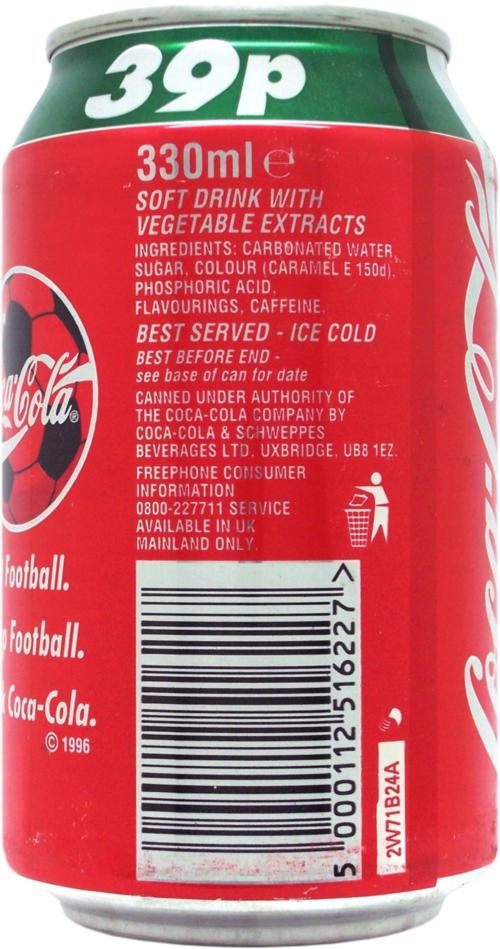 39p
330ml e
SOFT DRINK WITH
VEGETABLE EXTRACTS
INGREDIENTS: CARBONATED WATER,
SUGAR, COLOUR (CARAMEL E 150d),
PHOSPHORIC ACID,
FLAVOURINGS, CAFFEINE.
BEST SERVED - ICE COLD
BEST BEFORE END -
see base of can for date
CANNED UNDER AUTHORITY OF
THE COCA-COLA COMPANY BY
COCA-COLA & SCHWEPPES
BEVERAGES LTD, UXBRIDGE, UB8 1EZ.
FREEPHONE CONSUMER
INFORMATION
0800-227711 SERVICE
AVAILABLE IN UK
MAINLAND ONLY.
Cola®
Football.
Football.
Coca-Cola.
© 1996
5 000112 516227 >
2W71B24A